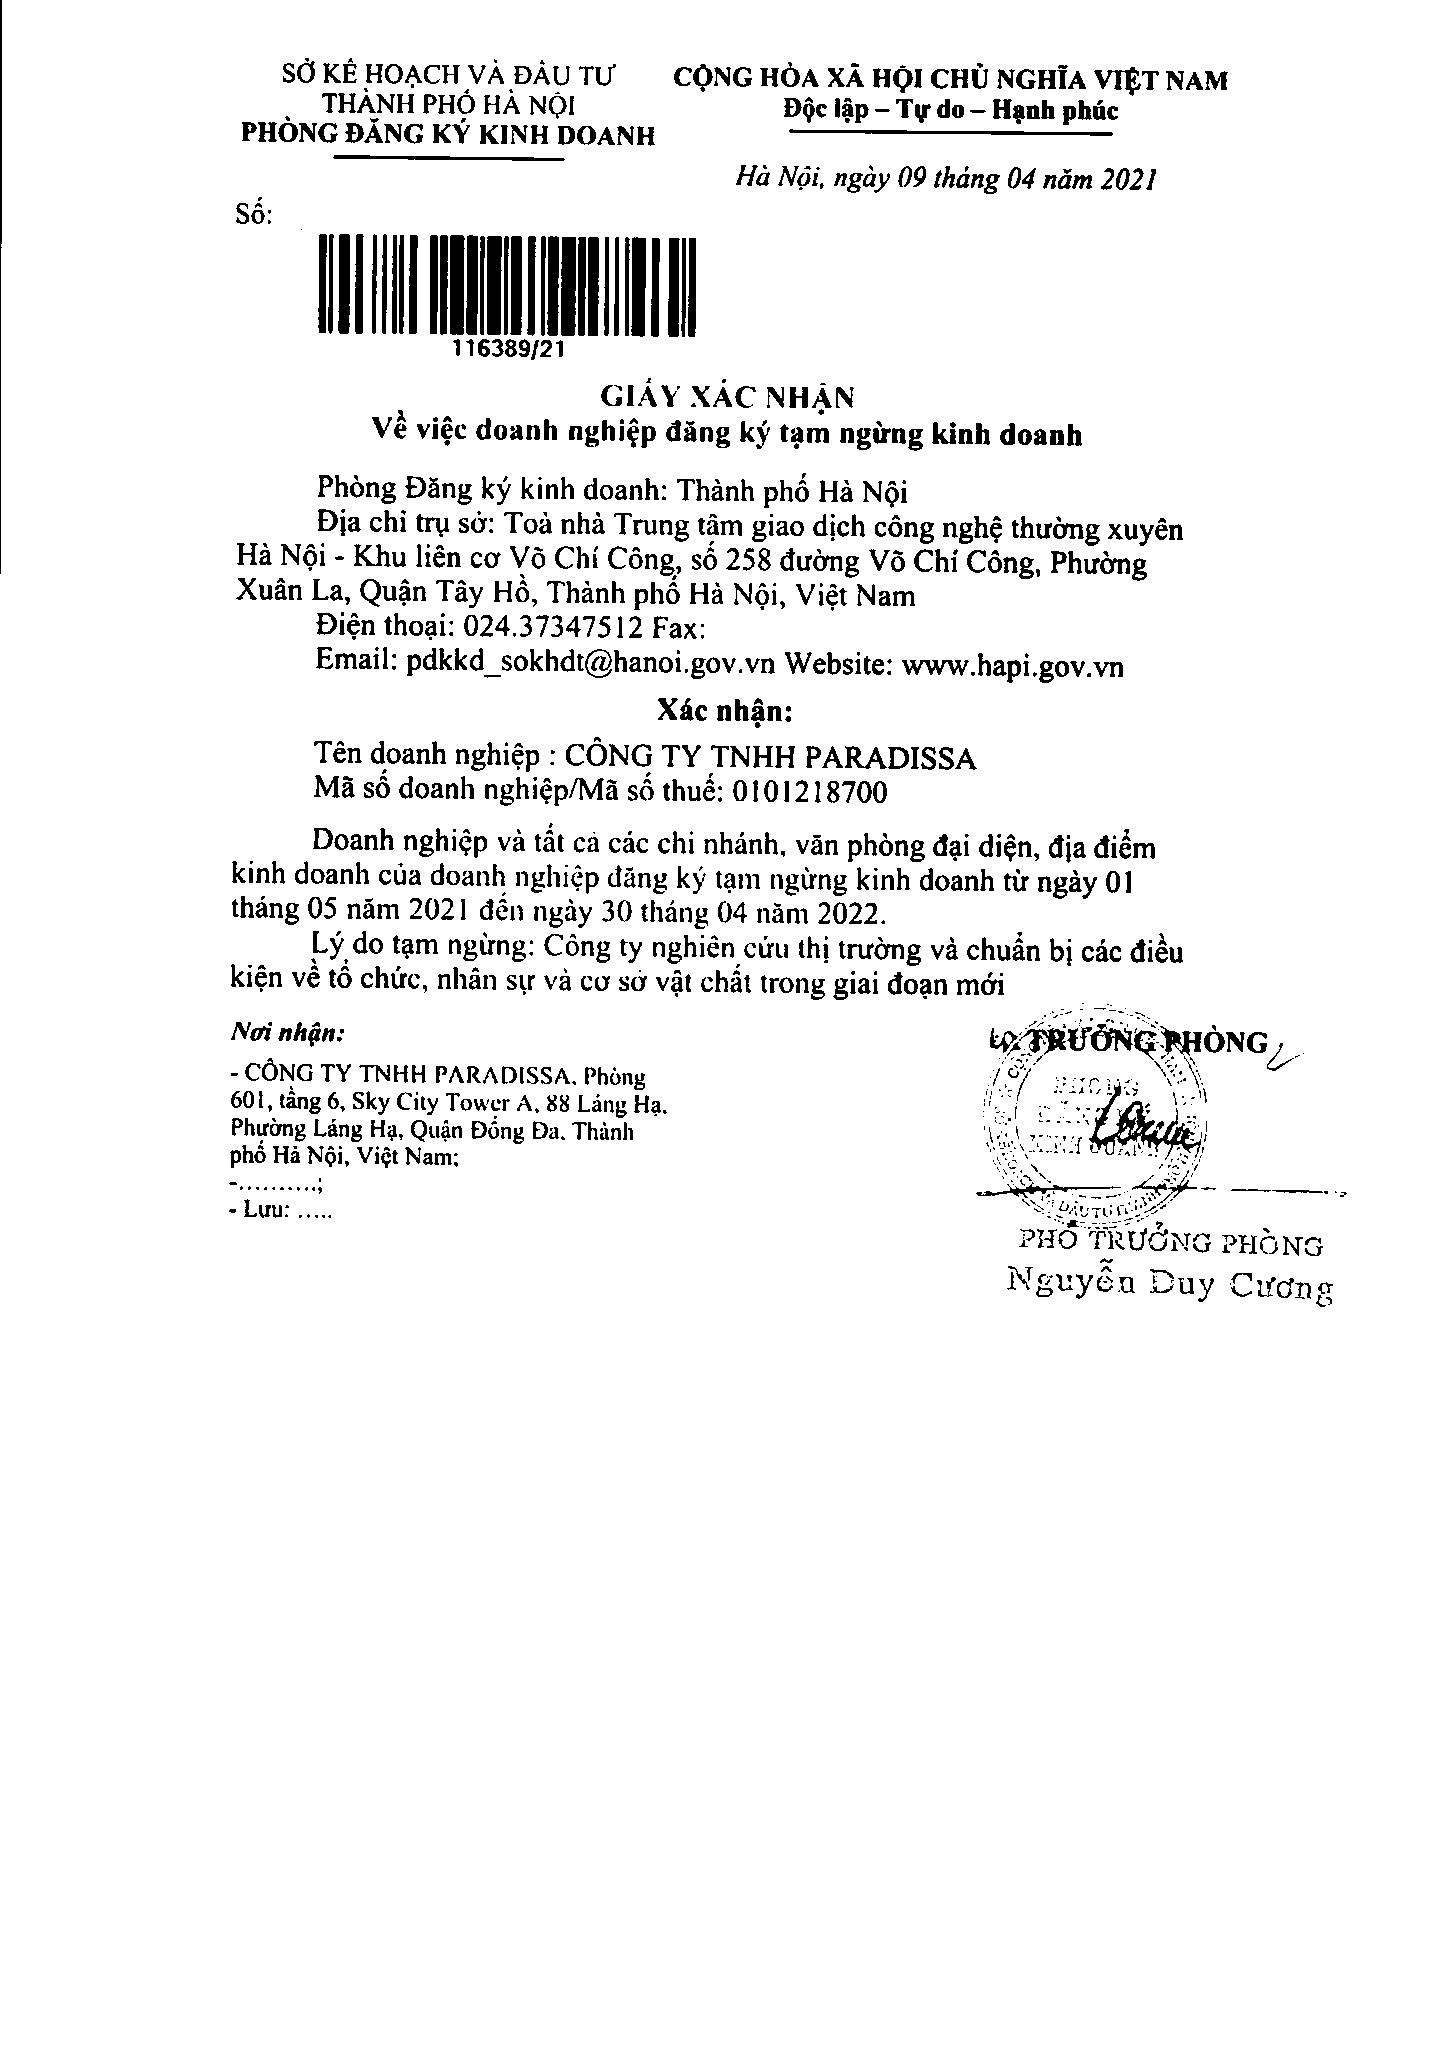 SỞ KẾ HOẠCH VÀ ĐẦU TƯ
THÀNH PHỐ HÀ NỘI
PHÒNG ĐĂNG KÝ KINH DOANH
CỘNG HÒA XÃ HỘI CHỦ NGHĨA VIỆT NAM
Độc lập – Tự do – Hạnh phúc
Hà Nội, ngày 09 tháng 04 năm 2021
Số:
116389/21
GIẤY XÁC NHẬN
Về việc doanh nghiệp đăng ký tạm ngừng kinh doanh
Phòng Đăng ký kinh doanh: Thành phố Hà Nội
Địa chỉ trụ sở: Toà nhà Trung tâm giao dịch công nghệ thường xuyên
Hà Nội - Khu liên cơ Võ Chí Công, số 258 đường Võ Chí Công, Phường
Xuân La, Quận Tây Hồ, Thành phố Hà Nội, Việt Nam
Điện thoại: 024.37347512 Fax:
Email: pdkkd_sokhdt@hanoi.gov.vn Website: www.hapi.gov.vn
Xác nhận:
Tên doanh nghiệp : CÔNG TY TNHH PARADISSA
Mã số doanh nghiệp/Mã số thuế: 0101218700
Doanh nghiệp và tất cả các chi nhánh, văn phòng đại diện, địa điểm
kinh doanh của doanh nghiệp đăng ký tạm ngừng kinh doanh từ ngày 01
tháng 05 năm 2021 đến ngày 30 tháng 04 năm 2022.
Lý do tạm ngừng: Công ty nghiên cứu thị trường và chuẩn bị các điều
kiện về tổ chức, nhân sự và cơ sở vật chất trong giai đoạn mới
Nơi nhận:
- CÔNG TY TNHH PARADISSA, Phòng
601, tầng 6, Sky City Tower A, 88 Láng Hạ,
Phường Láng Hạ, Quận Đống Đa, Thành
phố Hà Nội, Việt Nam;
-..........;
- Lưu: .....
TRƯỞNG PHÒNG
PHÒNG
ĐĂNG KÝ
KINH DOANH
PHÓ TRƯỞNG PHÒNG
Nguyễn Duy Cương